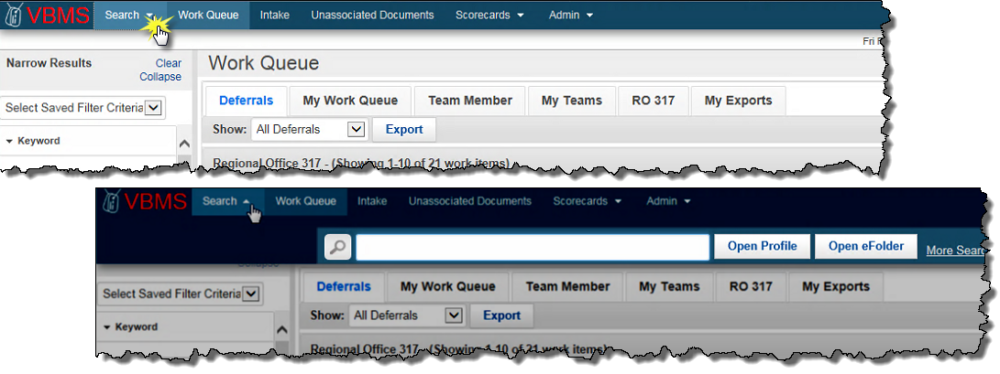 VBMS Search Work Queue Intake Unassociated Documents Scorecards Admin
Fri
Narrow Results Clear
Collapse
Work Queue
Select Saved Filter Criteria
Deferrals My Work Queue Team Member My Teams RO 317 My Exports
Show: All Deferrals Export
Keyword
Regional Office 317 - (Showing 1-10 of 21 work items)
VBMS Search Work Queue Intake Unassociated Documents Scorecards Admin
Open Profile Open eFolder More Searc
Collapse
Select Saved Filter Criteria
Deferrals My Work Queue Team Member My Teams RO 317 My Exports
Show: All Deferrals Export
Keyword
Regional Office 317 - (Showing 1-10 of 21 work items)